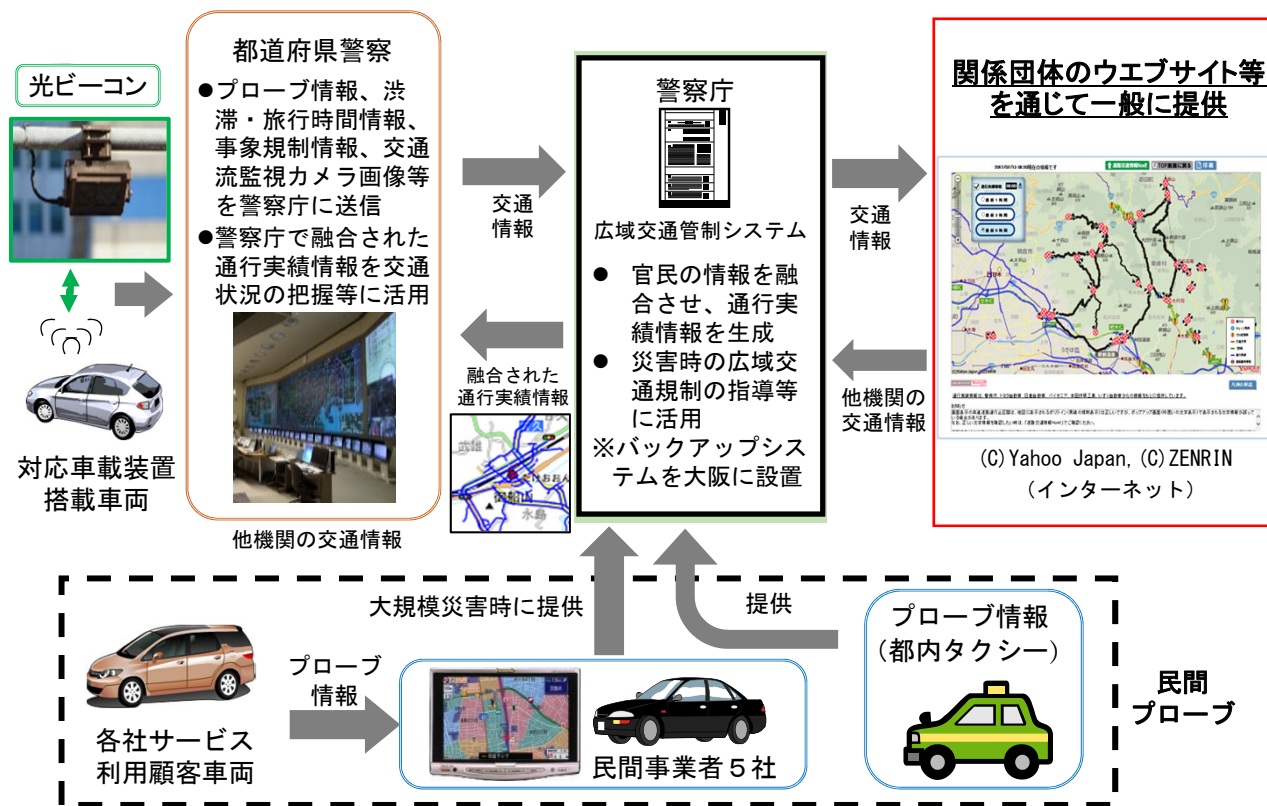 光ビーコン
対応車載装置
搭載車両
都道府県警察
●プローブ情報、渋
滞・旅行時間情報、
事象規制情報、交通
流監視カメラ画像等
を警察庁に送信
●警察庁で融合された
通行実績情報を交通
状況の把握等に活用
他機関の交通情報
交通
情報
融合された
通行実績情報
武雄
御船山
永島
警察庁
広域交通管制システム
● 官民の情報を融
合させ、通行実
績情報を生成
● 災害時の広域交
通規制の指導等
に活用
※バックアップシス
テムを大阪に設置
交通
情報
他機関の
交通情報
関係団体のウエブサイト等
を通じて一般に提供
(C)Yahoo Japan, (C)ZENRIN
(インターネット)
大規模災害時に提供
提供
各社サービス
利用顧客車両
プローブ
情報
民間事業者５社
プローブ情報
(都内タクシー)
民間
プローブ